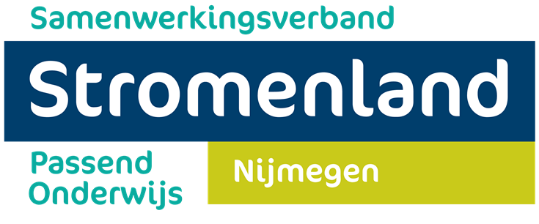 Samenwerkingsverband
Stromenland
Passend
Onderwijs
Nijmegen